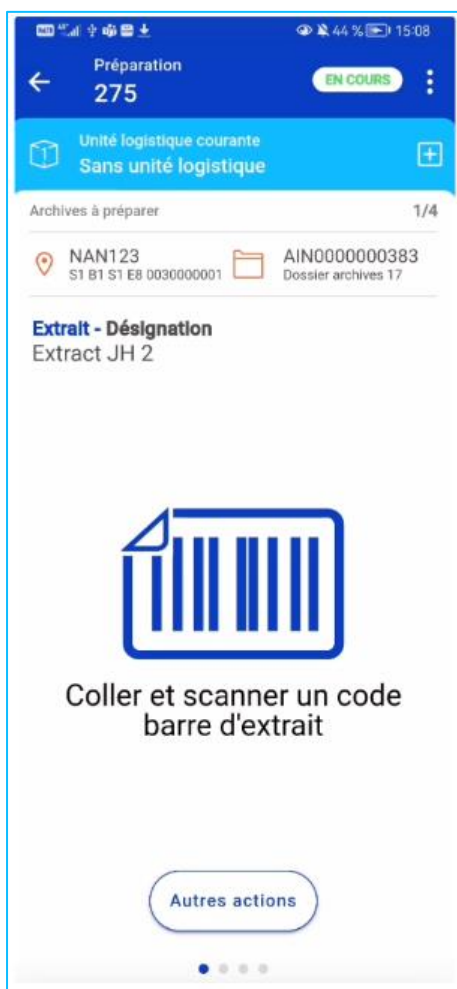 44 % 15:08
Préparation
275
EN COURS
Unité logistique courante
Sans unité logistique
Archives à préparer
1/4
NAN123
S1 B1 S1 E8 0030000001
AIN0000000383
Dossier archives 17
Extrait - Désignation
Extract JH 2
Coller et scanner un code
barre d'extrait
Autres actions